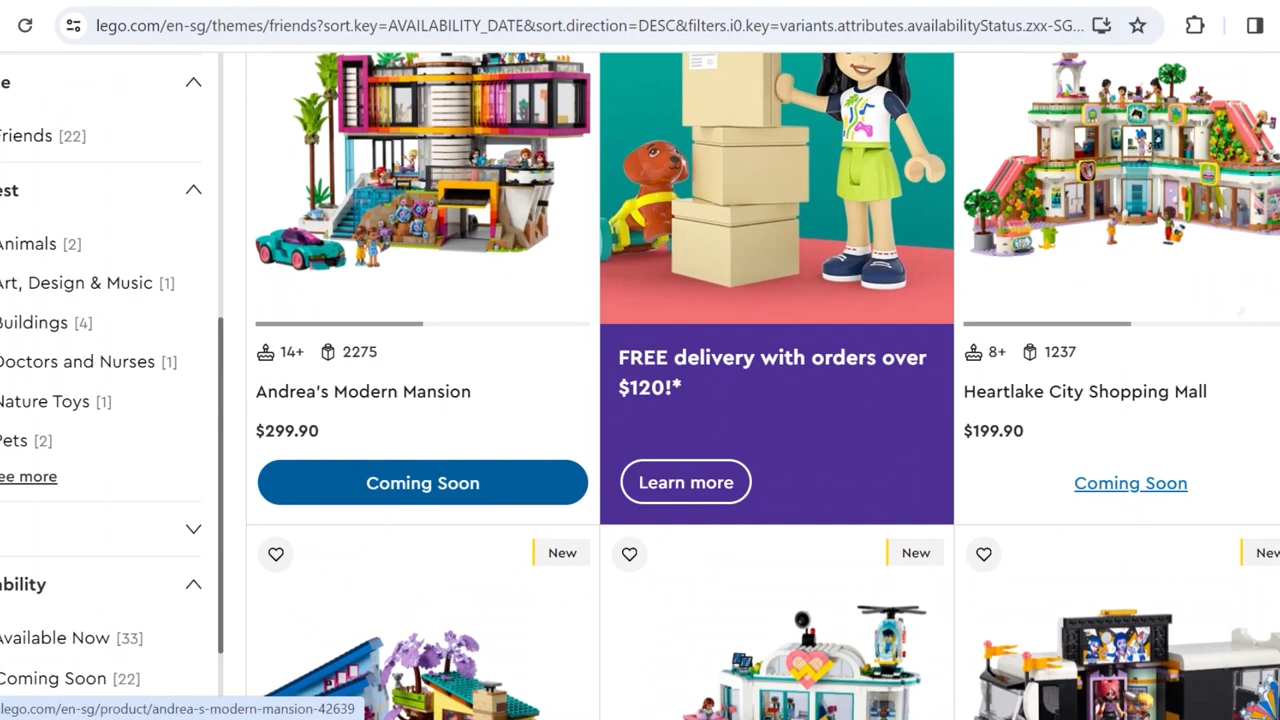 lego.com/en-sg/themes/friends?sort.key=AVAILABILITY_DATE&sort.direction=DESC&filters.i0.key=variants.attributes.availabilityStatus.zxx-SG...
e
Friends [22]
est
Animals [2]
Art, Design & Music [1]
Buildings [4]
Doctors and Nurses [1]
Nature Toys [1]
Pets [2]
ee more
ability
Available Now [33]
Coming Soon [22]
14+ 2275
Andrea's Modern Mansion
$299.90
Coming Soon
FREE delivery with orders over
$120!*
Learn more
8+ 1237
Heartlake City Shopping Mall
$199.90
Coming Soon
New
New
New
lego.com/en-sg/product/andrea-s-modern-mansion-42639